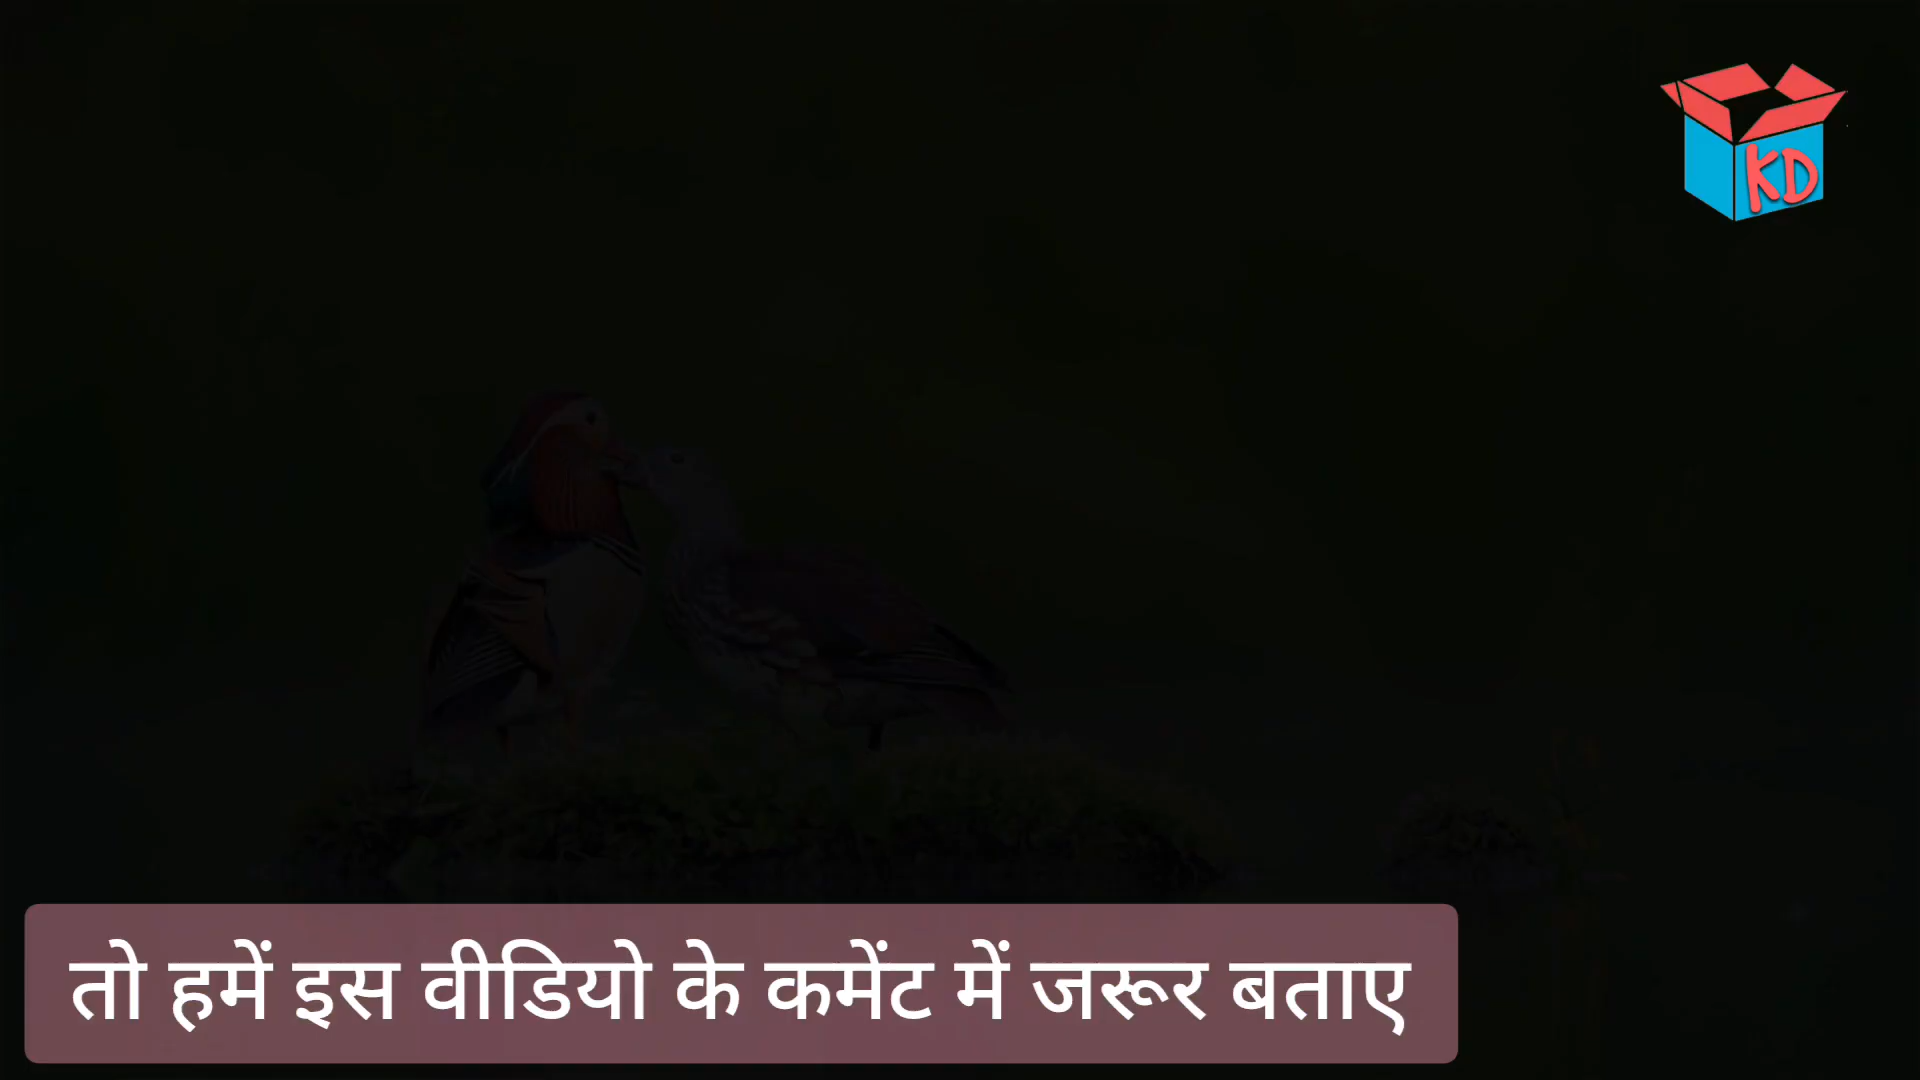 KD
तो हमें इस वीडियो के कमेंट में जरूर बताए